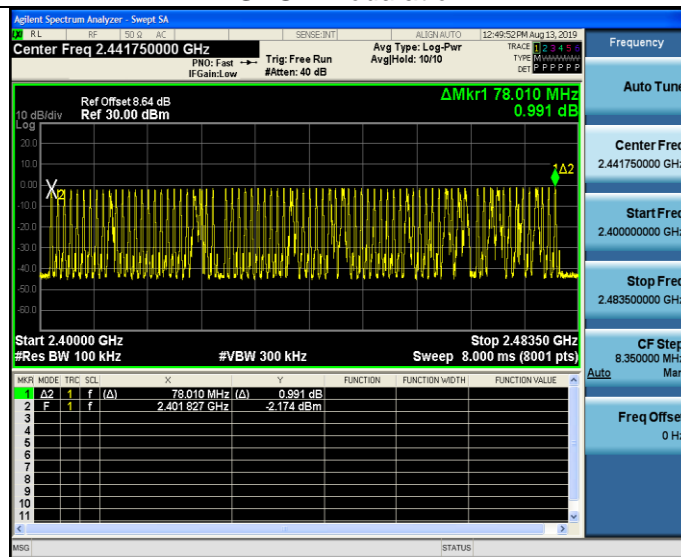 Agilent Spectrum Analyzer - Swept SA
RL RF 50 Ω AC SENSE:INT ALIGN AUTO 12:49:52 PM Aug 13, 2019
Center Freq 2.441750000 GHz
PNO: Fast
IFGain:Low
Trig: Free Run
#Atten: 40 dB
Avg Type: Log-Pwr
Avg|Hold: 10/10
TRACE 1 2 3 4 5 6
TYPE M
DET P P P P P P
Frequency
ΔMkr1 78.010 MHz
0.991 dB
Ref Offset 8.64 dB
10 dB/div Ref 30.00 dBm
Log
20.0
10.0
0.00
-10.0
-20.0
-30.0
-40.0
-50.0
-60.0
X2
1Δ2
Start 2.40000 GHz Stop 2.48350 GHz
#Res BW 100 kHz #VBW 300 kHz Sweep 8.000 ms (8001 pts)
MKR MODE TRC SCL X Y FUNCTION FUNCTION WIDTH FUNCTION VALUE
1 Δ2 1 f (Δ) 78.010 MHz (Δ) 0.991 dB
2 F 1 f 2.401 827 GHz -2.174 dBm
3
4
5
6
7
8
9
10
11
MSG STATUS
Auto Tune
Center Freq
2.441750000 GHz
Start Freq
2.400000000 GHz
Stop Freq
2.483500000 GHz
CF Step
8.350000 MHz
Auto Man
Freq Offset
0 Hz